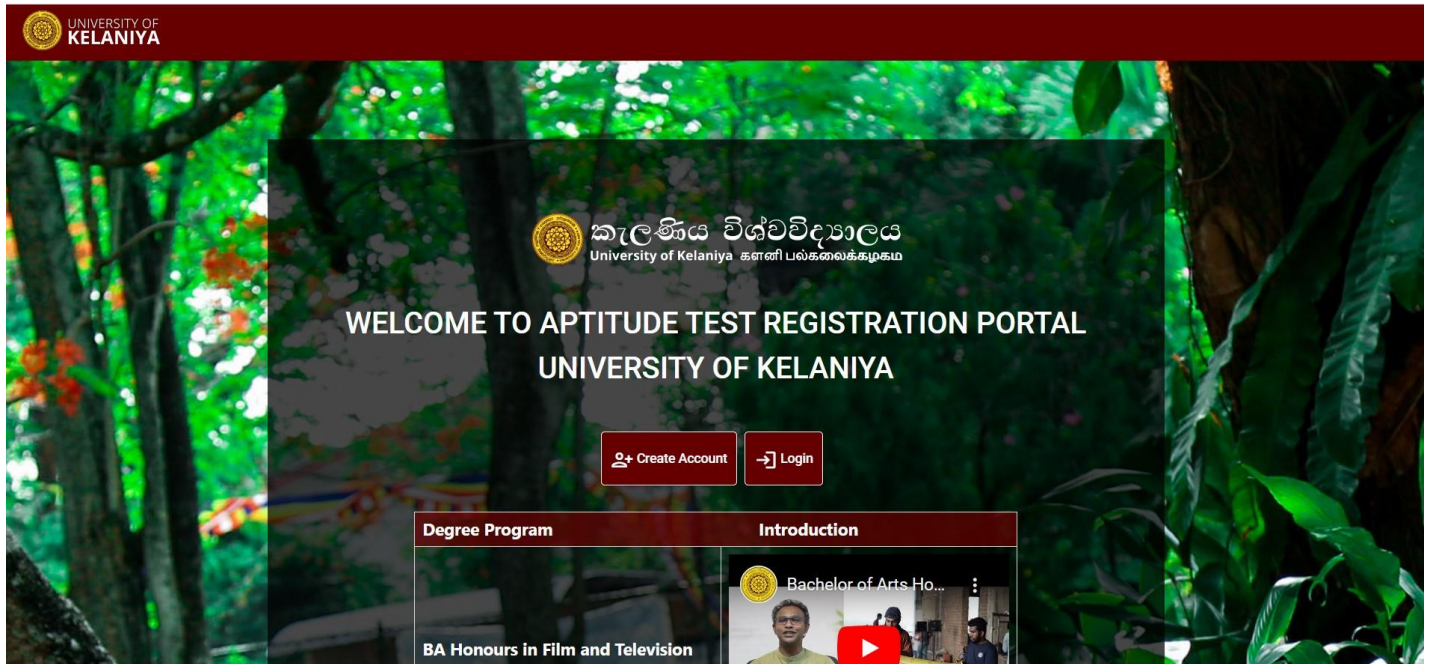 UNIVERSITY OF
KELANIYA
කැලණිය විශ්වවිද්‍යාලය
University of Kelaniya களனி பல்கலைக்கழகம்
WELCOME TO APTITUDE TEST REGISTRATION PORTAL
UNIVERSITY OF KELANIYA
Create Account
Login
Degree Program
Introduction
Bachelor of Arts Ho...
BA Honours in Film and Television